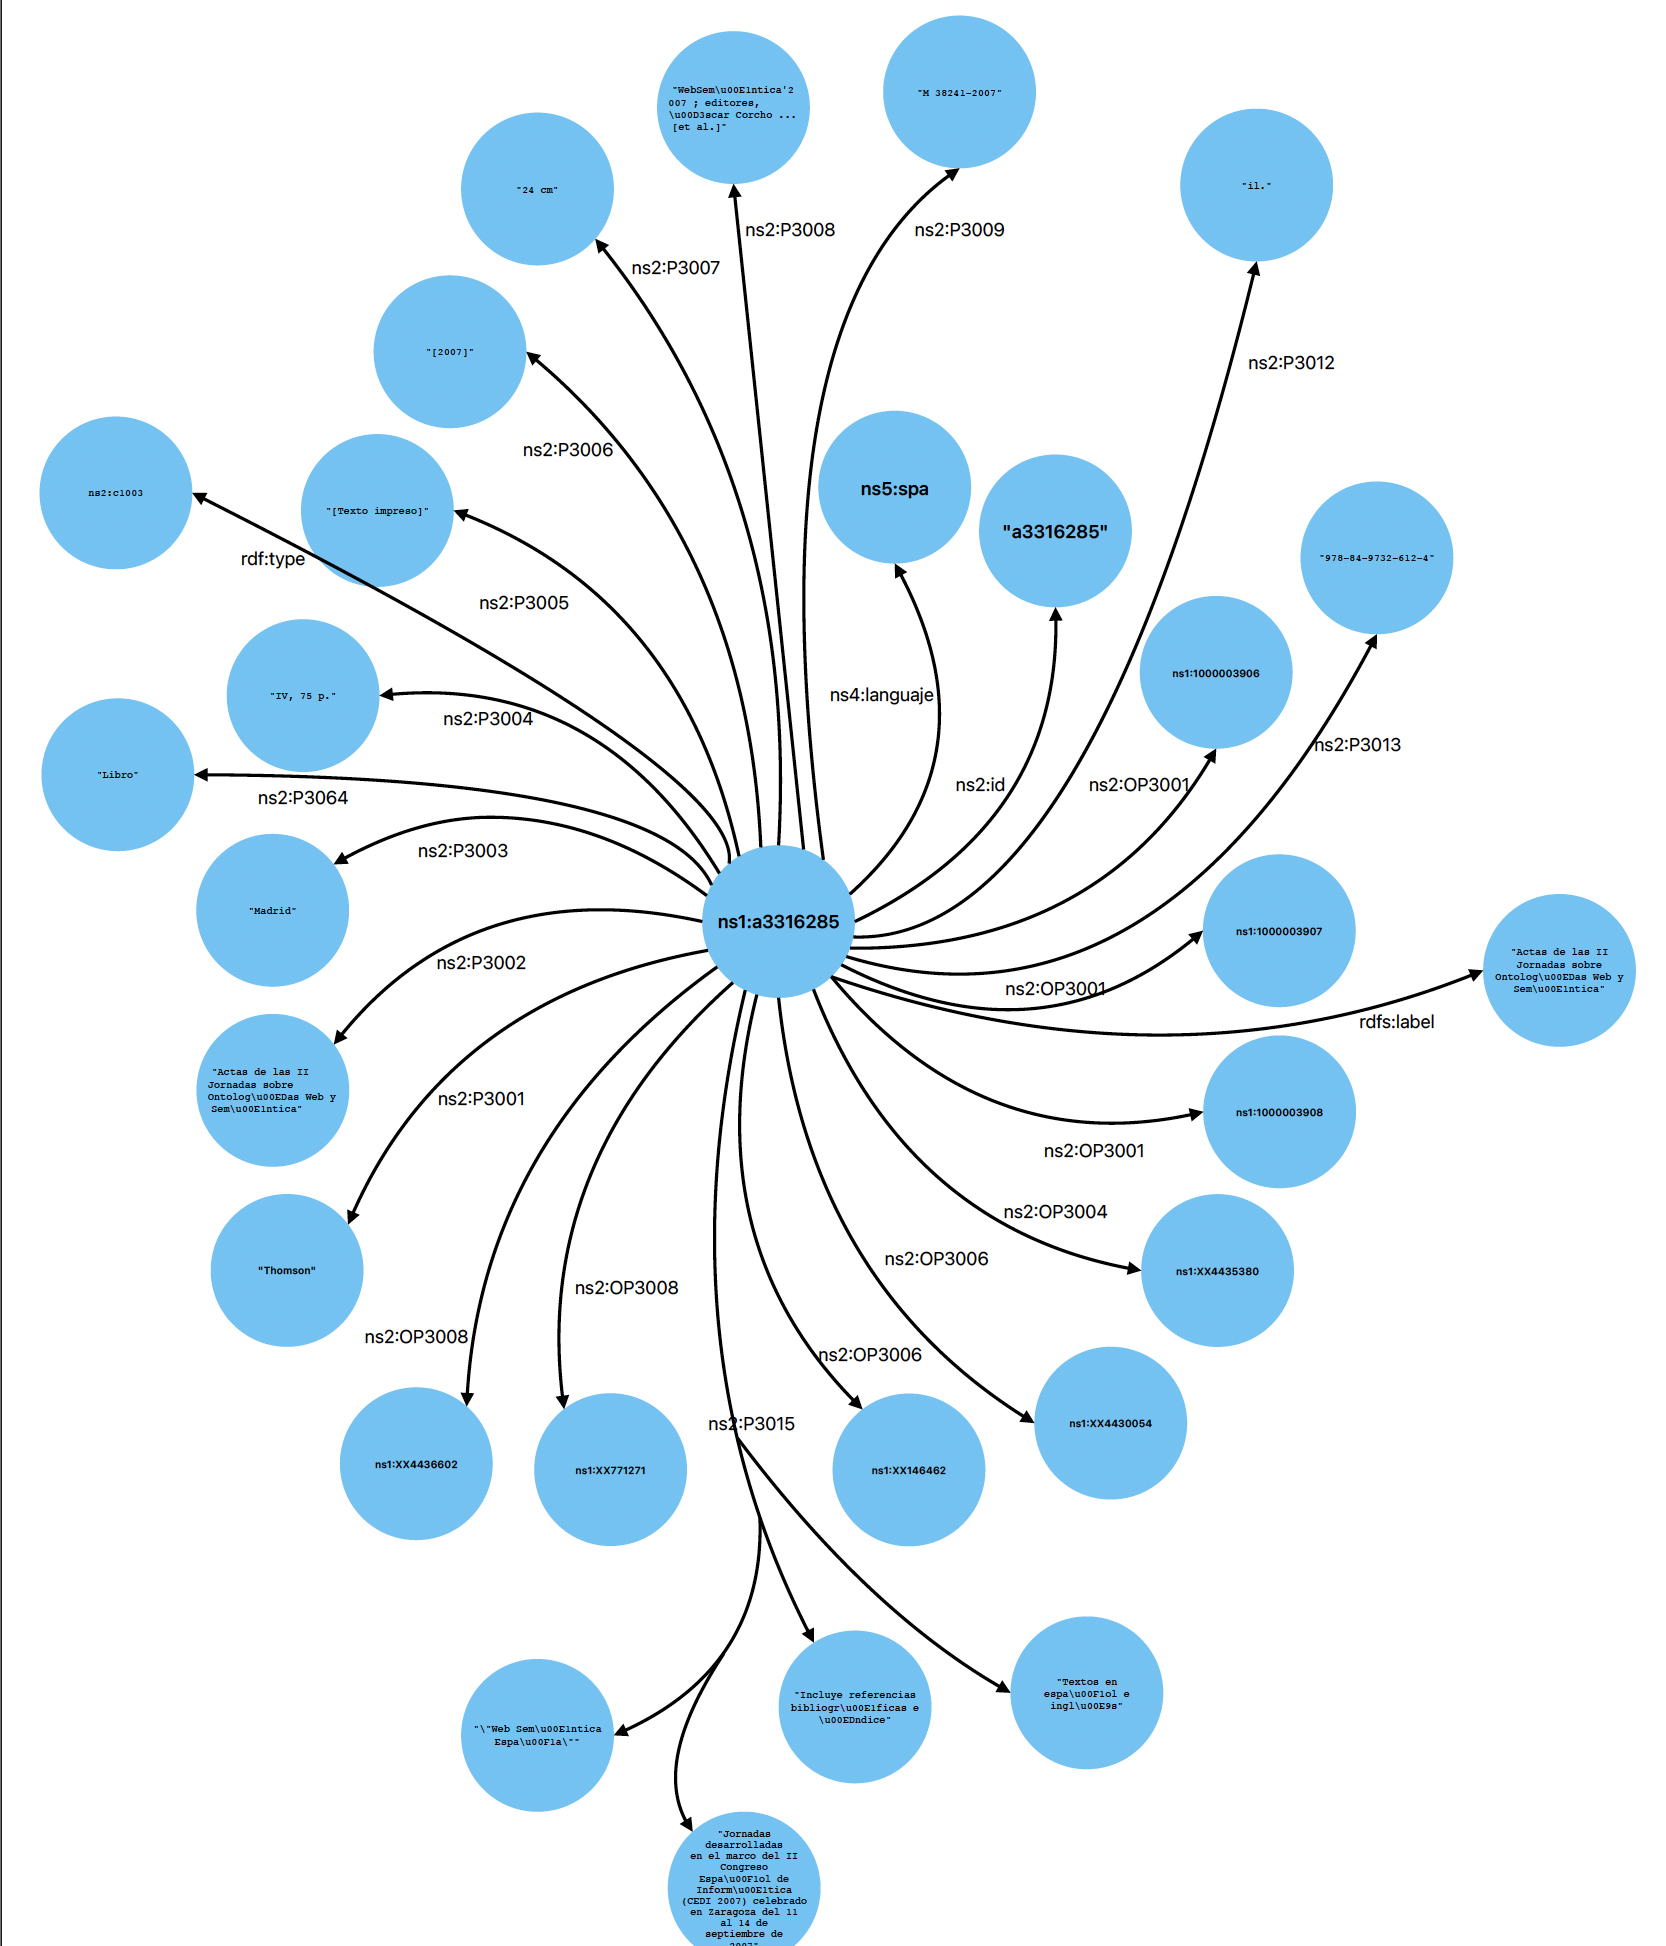 "M 38241-2007"
"WebSem\u00E1ntica'2
007 ; editores,
\u00D3scar Corcho ...
[et al.]"
"il."
"24 cm"
ns2:P3008
ns2:P3009
ns2:P3007
"[2007]"
ns2:P3012
ns2:P3006
ns5:spa
ns2:c1003
"[Texto impreso]"
"a3316285"
rdf:type
"978-84-9732-612-4"
ns2:P3005
ns1:1000003906
"IV, 75 p."
ns4:languaje
ns2:P3004
ns2:P3013
"Libro"
ns2:id
ns2:OP3001
ns2:P3064
ns2:P3003
"Madrid"
ns1:a3316285
ns1:1000003907
ns2:P3002
"Actas de las II
Jornadas sobre
Ontolog\u00EDas Web y
Sem\u00E1ntica"
ns2:OP3001
rdfs:label
"Actas de las II
Jornadas sobre
Ontolog\u00EDas Web y
Sem\u00E1ntica"
ns2:P3001
ns1:1000003908
ns2:OP3001
ns2:OP3004
"Thomson"
ns2:OP3006
ns1:XX4435380
ns2:OP3008
ns2:OP3008
ns2:OP3006
ns2:P3015
ns1:XX4430054
ns1:XX4436602
ns1:XX771271
ns1:XX146462
"Incluye referencias
bibliogr\u00E1ficas e
\u00EDndice"
"Textos en
espa\u00F1ol e
ingl\u00E9s"
"\"Web Sem\u00E1ntica
Espa\u00F1a\""
"Jornadas
desarrolladas
en el marco del II
Congreso
Espa\u00F1ol de
Inform\u00E1tica
(CEDI 2007) celebrado
en Zaragoza del 11
al 14 de
septiembre de